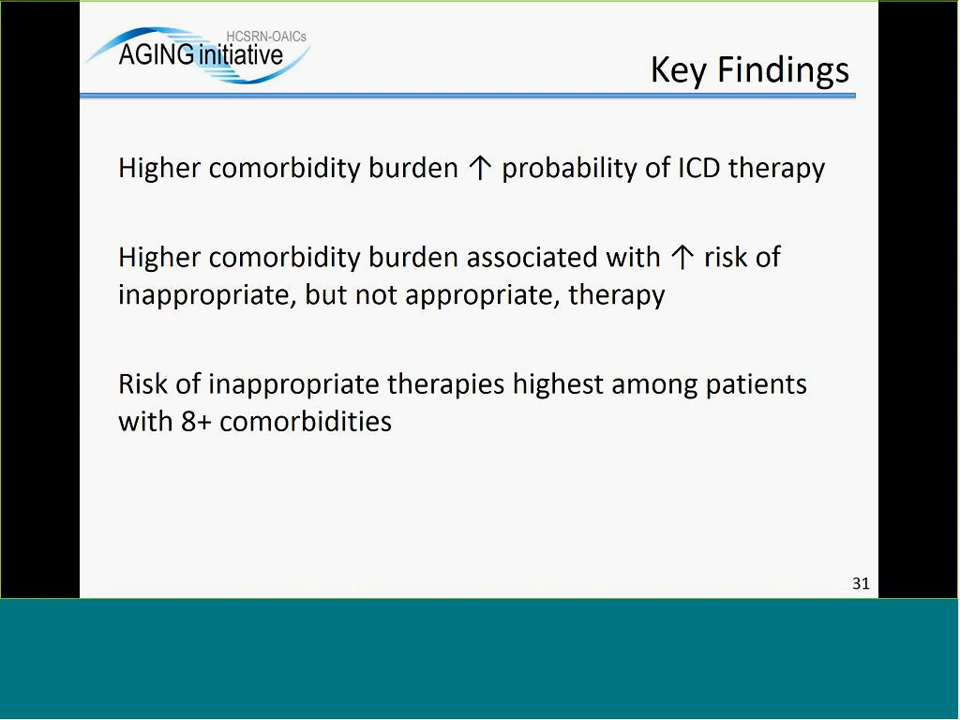 HCSRN-OAICs
AGING initiative
Key Findings
Higher comorbidity burden ↑ probability of ICD therapy
Higher comorbidity burden associated with ↑ risk of
inappropriate, but not appropriate, therapy
Risk of inappropriate therapies highest among patients
with 8+ comorbidities
31